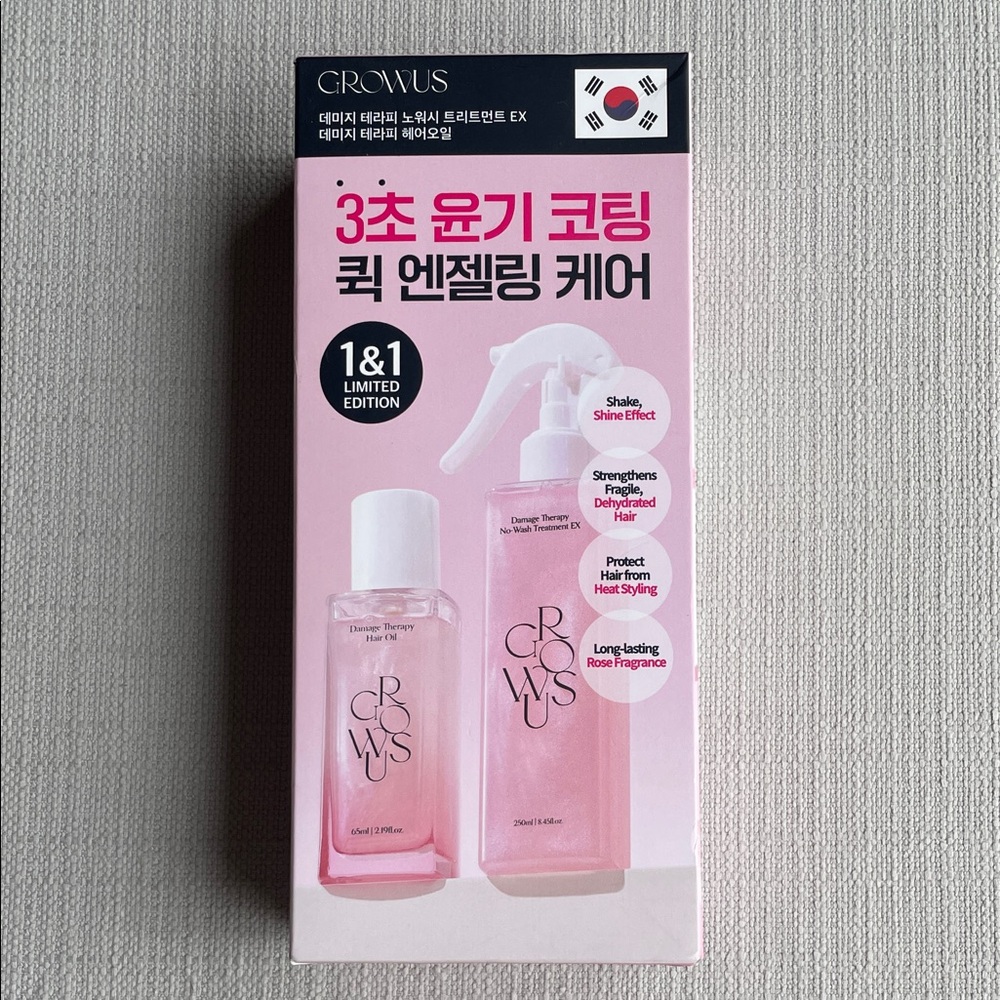 GROWUS
데미지 테라피 노워시 트리트먼트 EX
데미지 테라피 헤어오일
3초 윤기 코팅
퀵 엔젤링 케어
1&1
LIMITED
EDITION
Shake,
Shine Effect
Strengthens
Fragile,
Dehydrated
Hair
Protect
Hair from
Heat Styling
Long-lasting
Rose Fragrance
Damage Therapy
No-Wash Treatment EX
GROWUS
250ml | 8.45fl.oz.
Damage Therapy
Hair Oil
GROWUS
65ml | 2.19fl.oz.